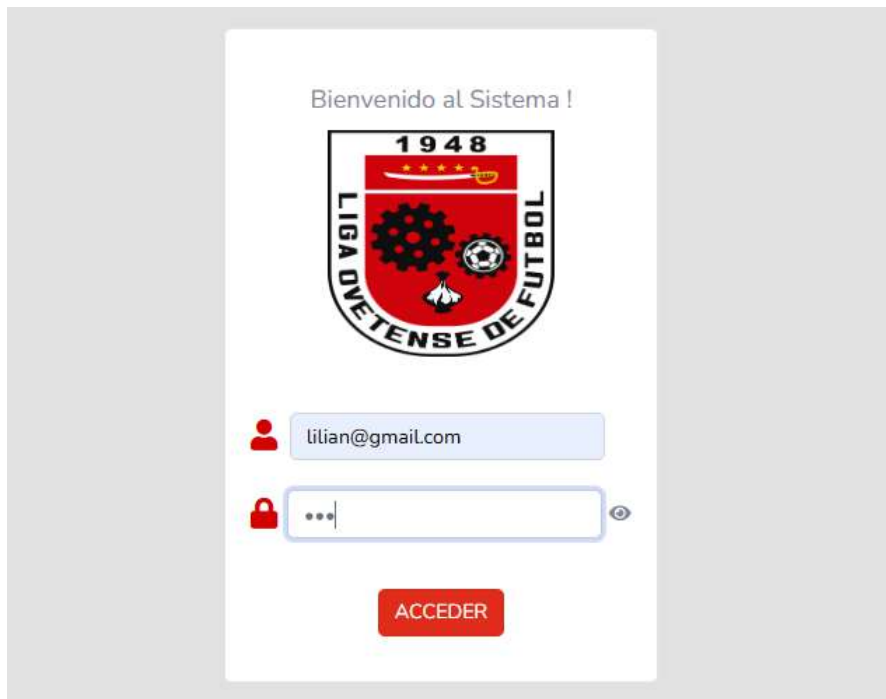 Bienvenido al Sistema !
1948
LIGA OVETENSE DE FUTBOL
lilian@gmail.com
•••
ACCEDER